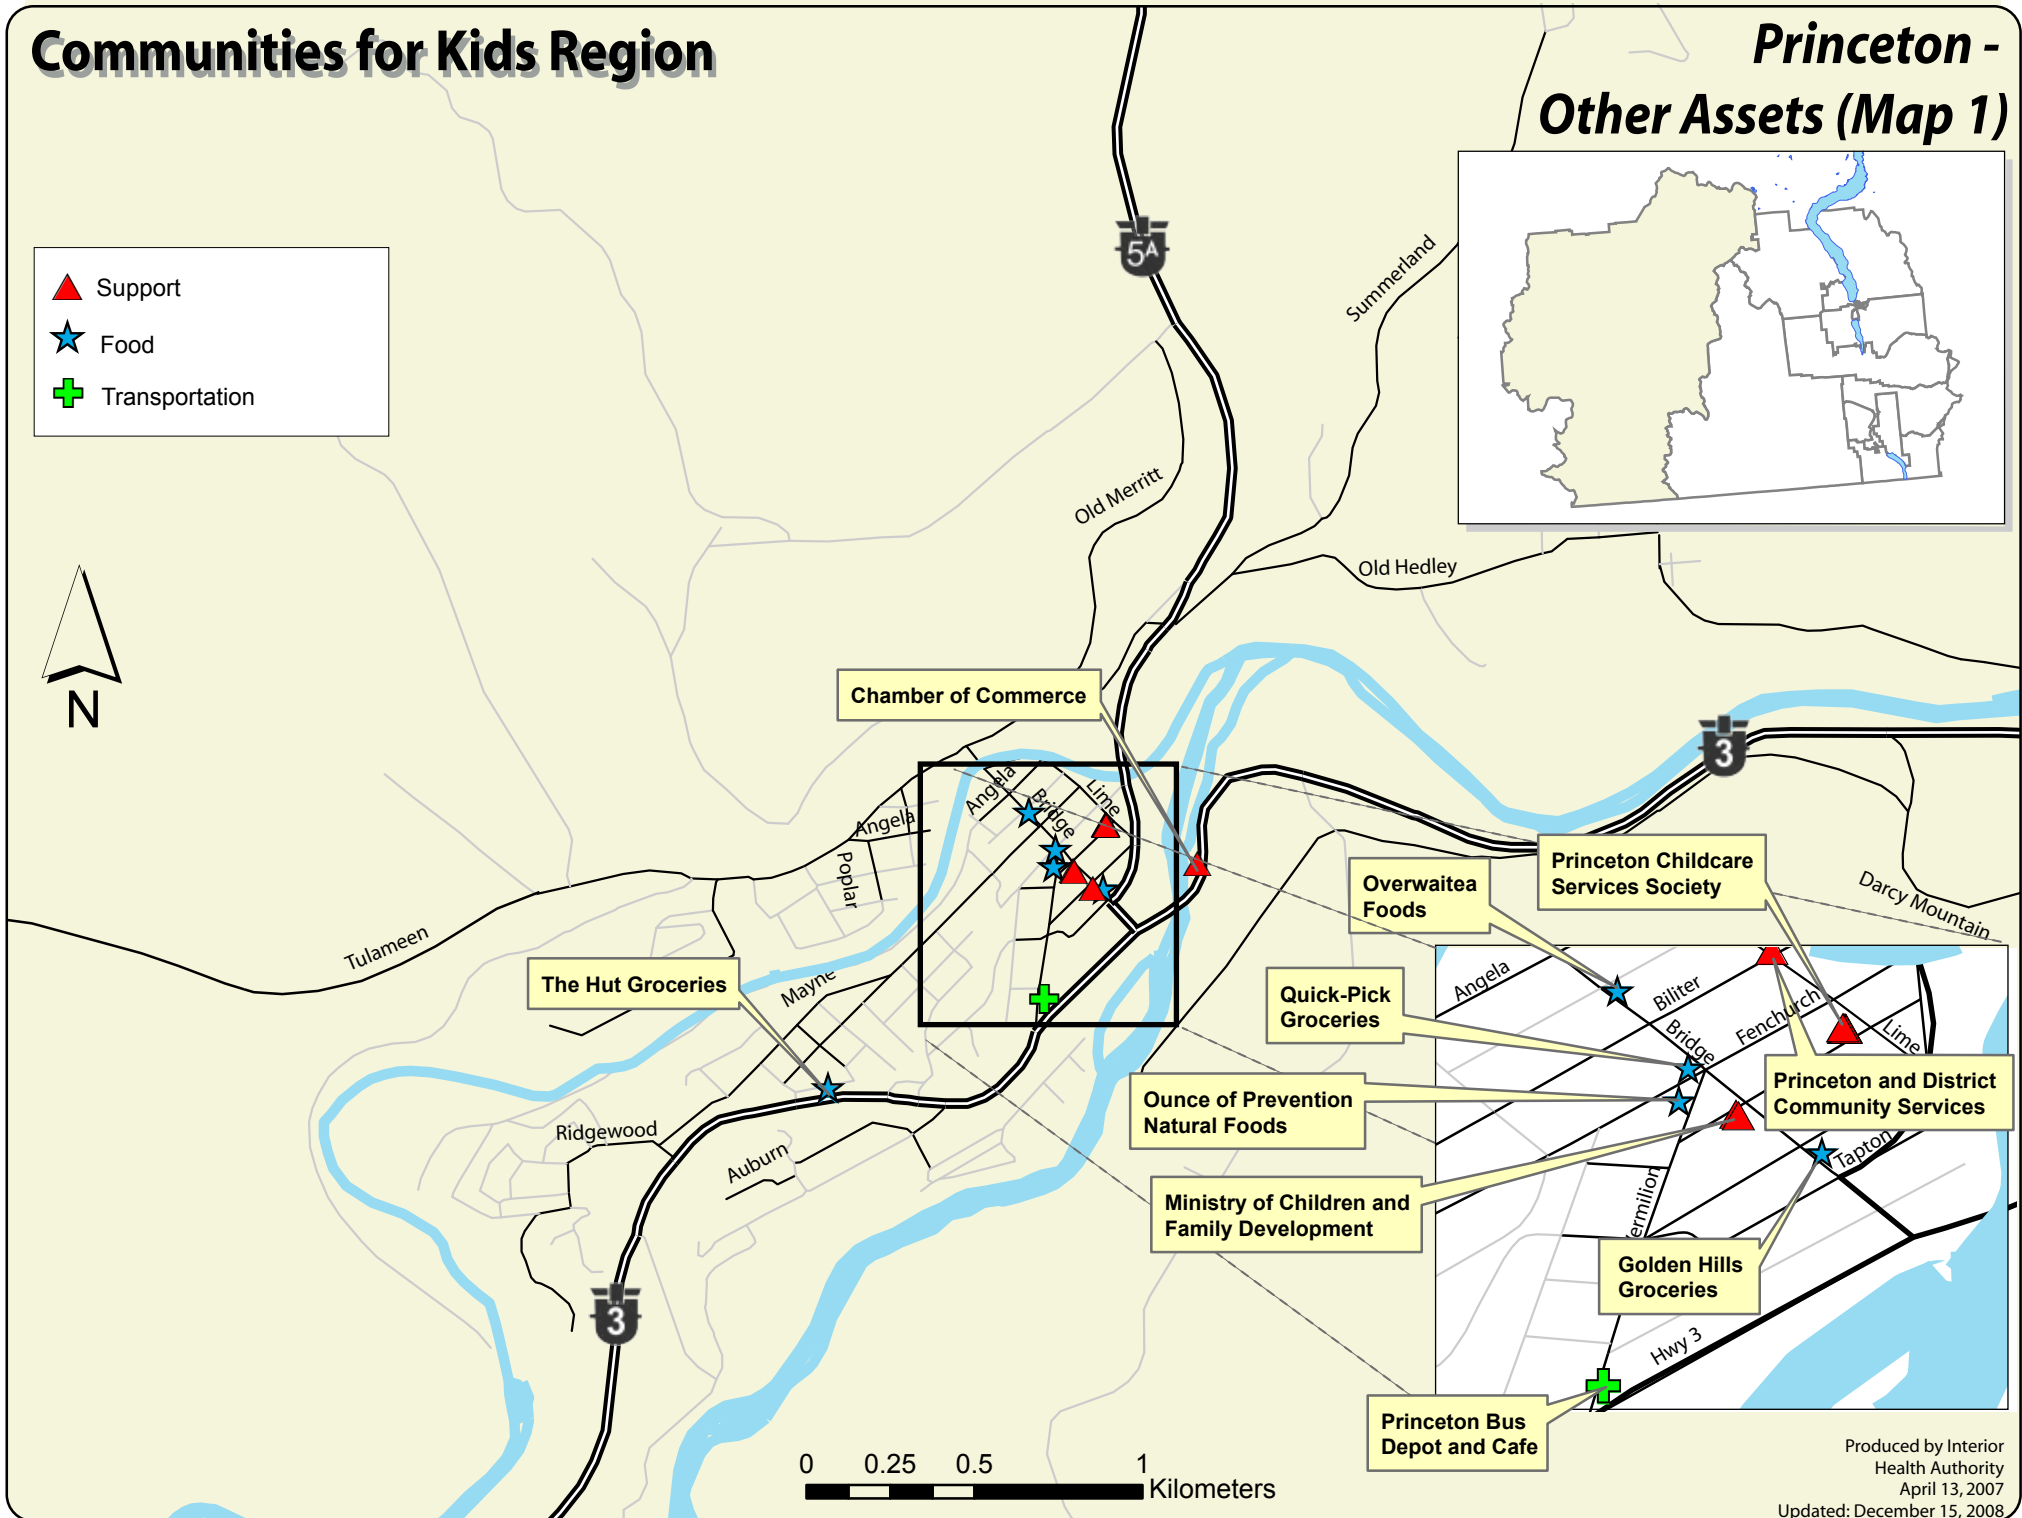 Communities for Kids Region
Princeton -
Other Assets (Map 1)
Support
Food
Transportation
N
5A
Summerland
Old Merritt
Old Hedley
3
Chamber of Commerce
Angela
Bridge
Lime
Angela
Poplar
Tulameen
Mayne
The Hut Groceries
Ridgewood
Auburn
3
Darcy Mountain
Princeton Childcare
Services Society
Overwaitea
Foods
Quick-Pick
Groceries
Ounce of Prevention
Natural Foods
Ministry of Children and
Family Development
Angela
Biliter
Bridge
Fenchurch
Lime
Princeton and District
Community Services
Tapton
ermilion
Golden Hills
Groceries
Hwy 3
Princeton Bus
Depot and Cafe
0 0.25 0.5 1
Kilometers
Produced by Interior
Health Authority
April 13, 2007
Updated: December 15, 2008